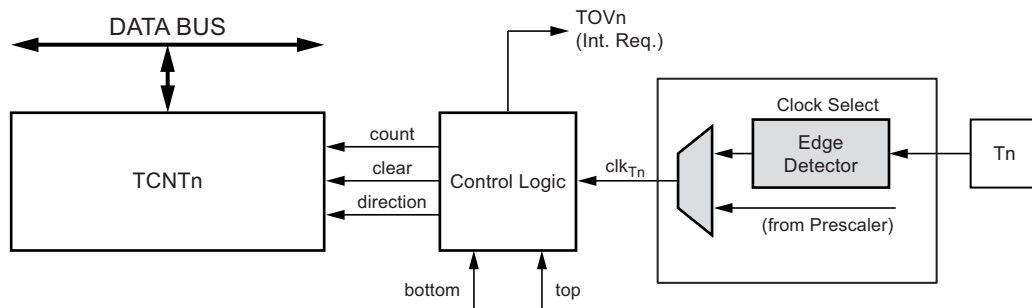 DATA BUS
TOVn
(Int. Req.)
TCNTn
count
clear
direction
Control Logic
clkTn
Clock Select
Edge
Detector
Tn
(from Prescaler)
bottom
top